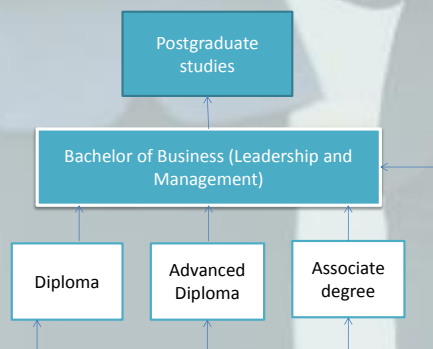 Postgraduate
studies
Bachelor of Business (Leadership and
Management)
Diploma
Advanced
Diploma
Associate
degree